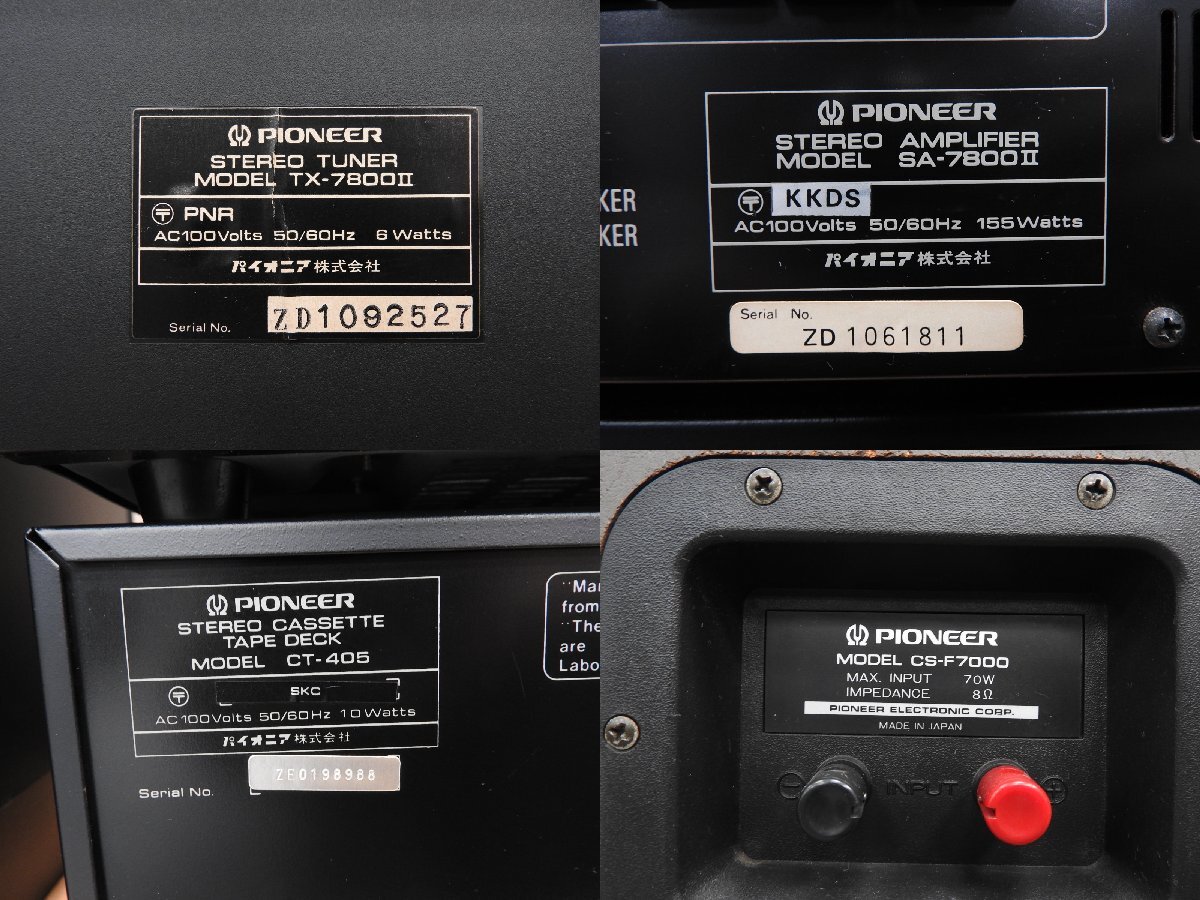 PIONEER
STEREO TUNER
MODEL TX-7800II
〒 PNR
AC100Volts 50/60Hz 6 Watts
パイオニア株式会社
Serial No. ZD1092527
KER
KER
PIONEER
STEREO AMPLIFIER
MODEL SA-7800II
〒 KKDS
AC100Volts 50/60Hz 155Watts
パイオニア株式会社
Serial No.
ZD 1061811
PIONEER
STEREO CASSETTE
TAPE DECK
MODEL CT-405
〒 SKC
AC100Volts 50/60Hz 10Watts
パイオニア株式会社
Serial No. ZE0198988
"Ma
from
"The
are
Labo
PIONEER
MODEL CS-F7000
MAX. INPUT 70W
IMPEDANCE 8Ω
PIONEER ELECTRONIC CORP.
MADE IN JAPAN
⊖ INPUT ⊕